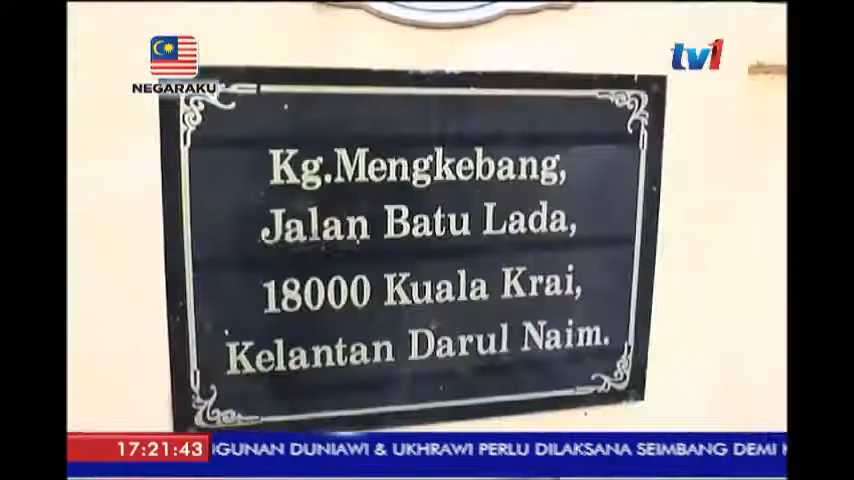 NEGARAKU
tv1
Kg.Mengkebang,
Jalan Batu Lada,
18000 Kuala Krai,
Kelantan Darul Naim.
17:21:43
DUNIAWI & UKHRAWI PERLU DILAKSANA SEIMBANG DEMI